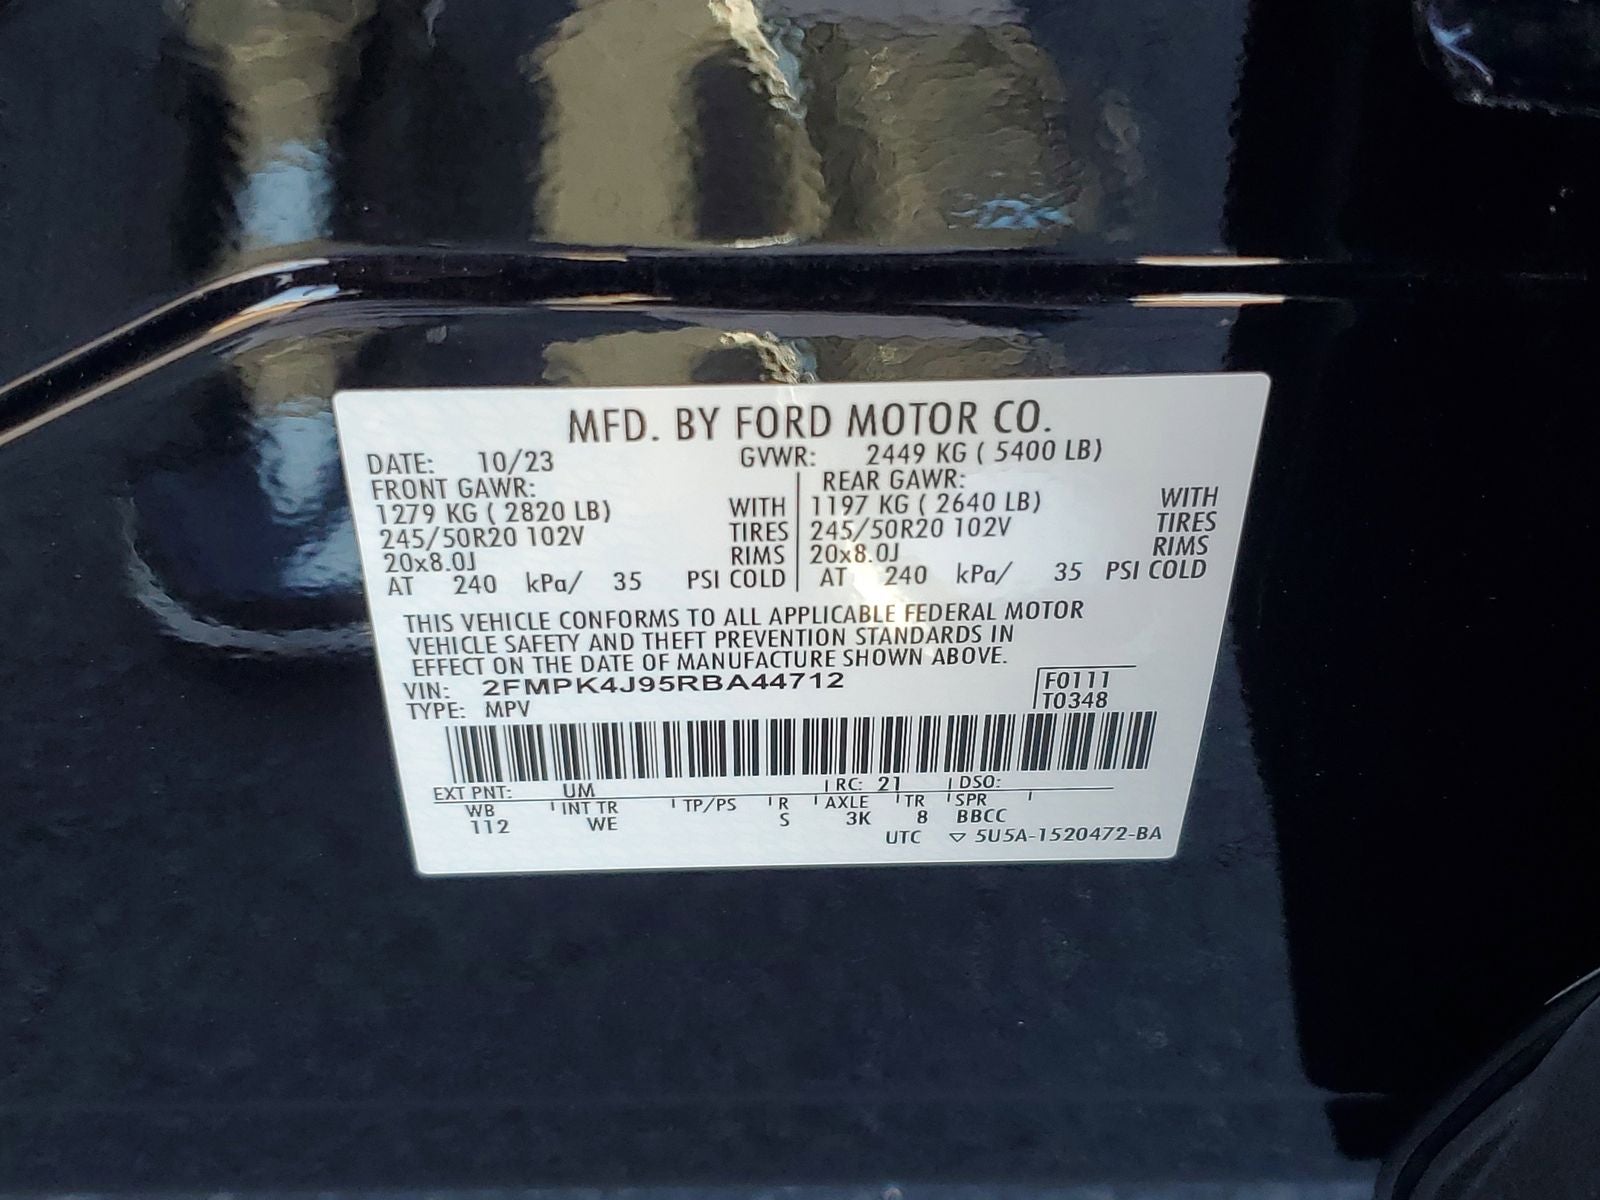 MFD. BY FORD MOTOR CO.
DATE: 10/23 GVWR: 2449 KG ( 5400 LB)
FRONT GAWR: REAR GAWR:
1279 KG ( 2820 LB) WITH 1197 KG ( 2640 LB) WITH
245/50R20 102V TIRES 245/50R20 102V TIRES
20x8.0J RIMS 20x8.0J RIMS
AT 240 kPa/ 35 PSI COLD AT 240 kPa/ 35 PSI COLD
THIS VEHICLE CONFORMS TO ALL APPLICABLE FEDERAL MOTOR
VEHICLE SAFETY AND THEFT PREVENTION STANDARDS IN
EFFECT ON THE DATE OF MANUFACTURE SHOWN ABOVE.
VIN: 2FMPK4J95RBA44712 F0111
TYPE: MPV T0348
EXT PNT: UM RC: 21 DSO:
WB INT TR TP/PS R AXLE TR SPR
112 WE S 3K 8 BBCC
UTC ▽ 5U5A-1520472-BA